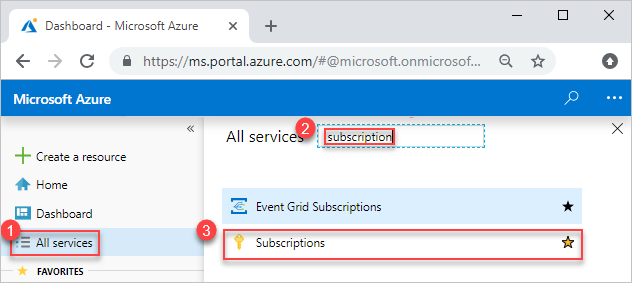 Dashboard - Microsoft Azure
https://ms.portal.azure.com/#@microsoft.onmicrosof...
Microsoft Azure
«
All services
2
subscription
Create a resource
Home
Dashboard
1
All services
FAVORITES
Event Grid Subscriptions
3
Subscriptions